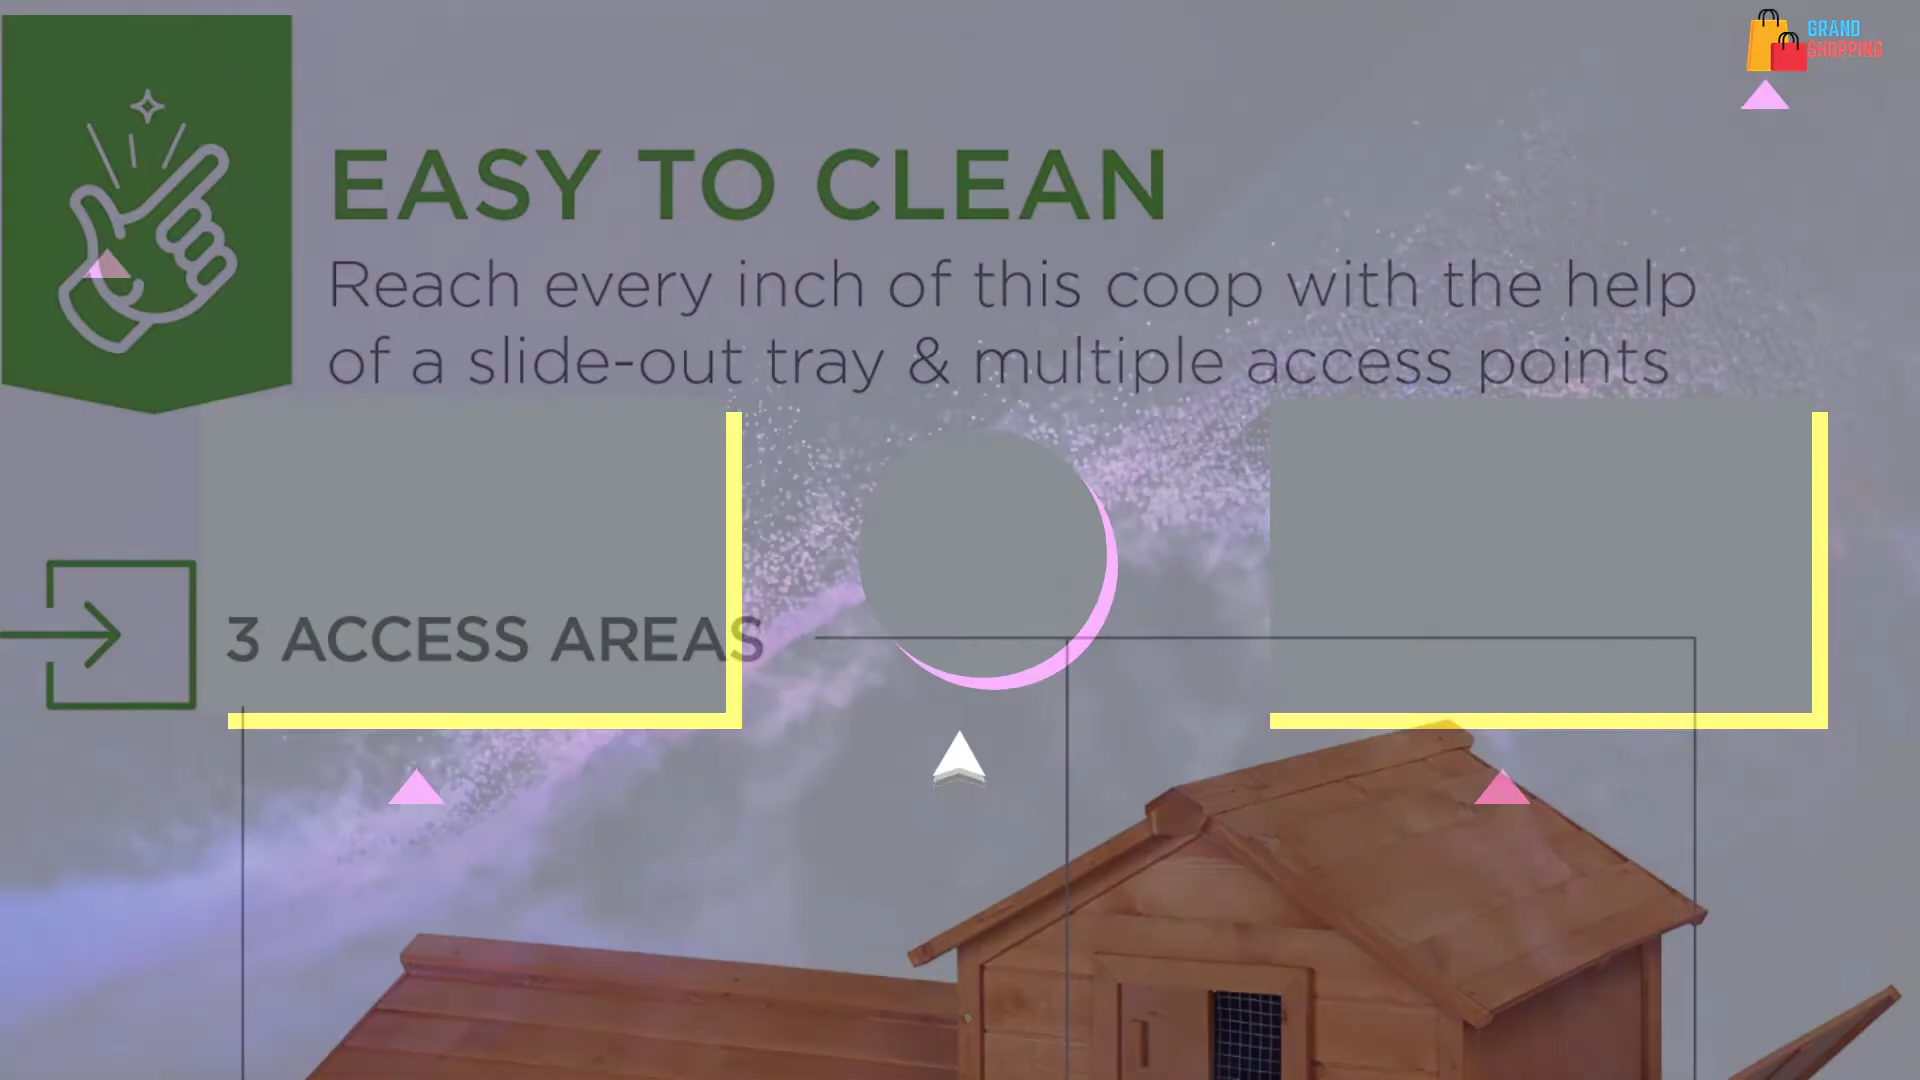 GRAND
SHOPPING
EASY TO CLEAN
Reach every inch of this coop with the help
of a slide-out tray & multiple access points
3 ACCESS AREAS